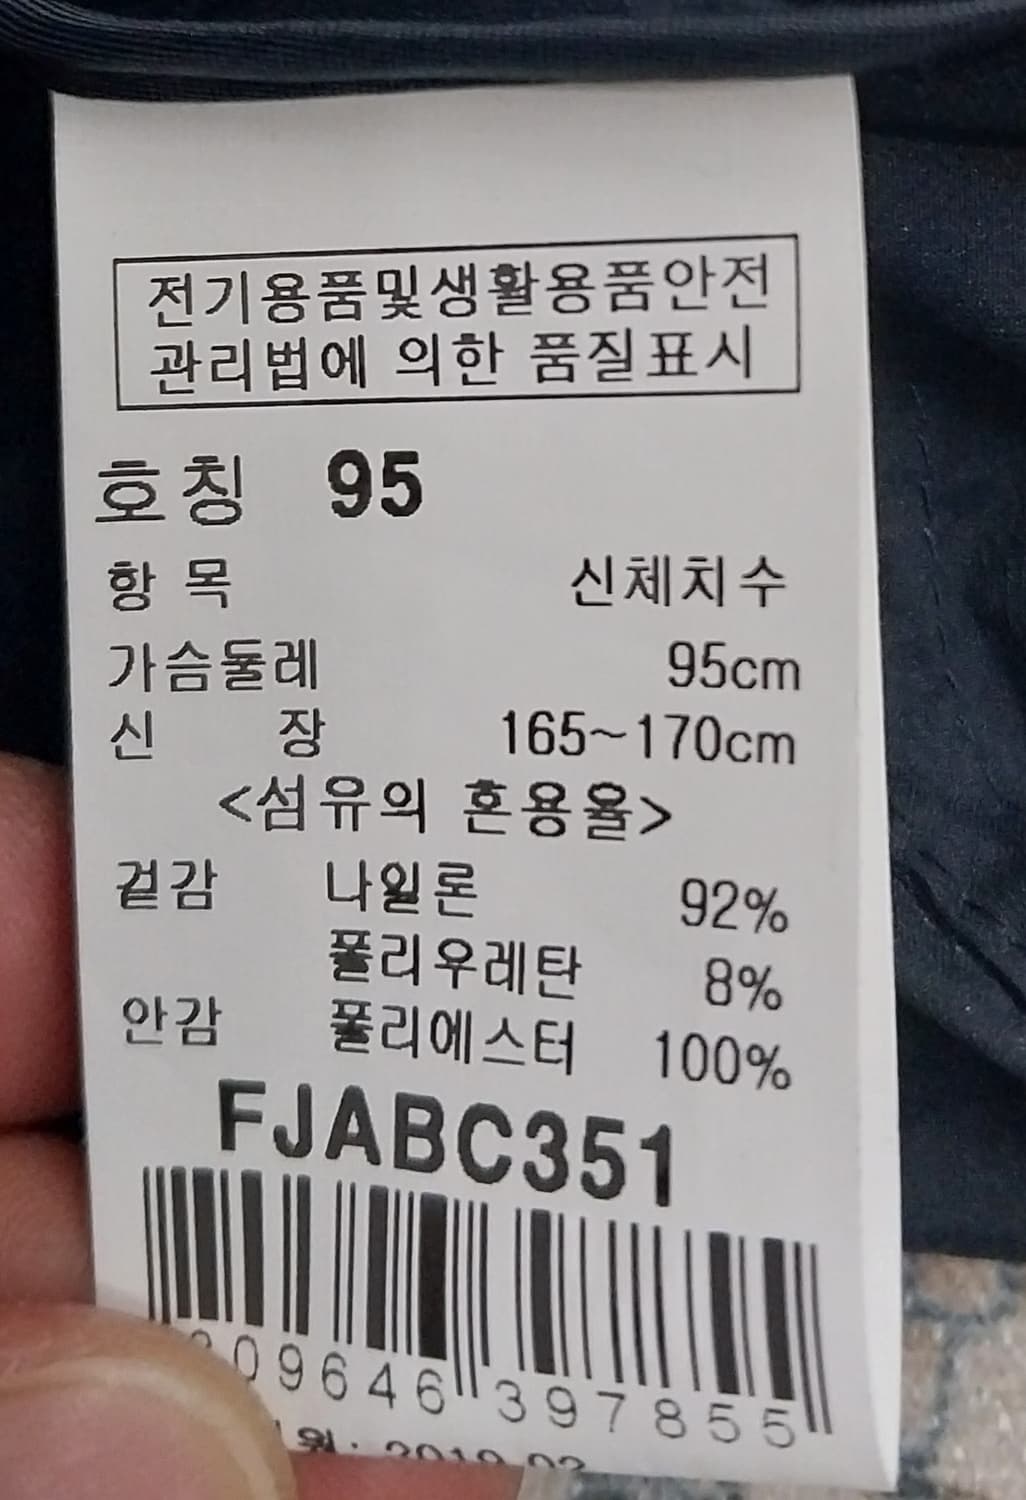 전기용품및생활용품안전
관리법에 의한 품질표시
호칭 95
항목 신체치수
가슴둘레 95cm
신장 165~170cm
<섬유의 혼용율>
겉감 나일론 92%
폴리우레탄 8%
안감 폴리에스터 100%
FJABC351
09646 397855